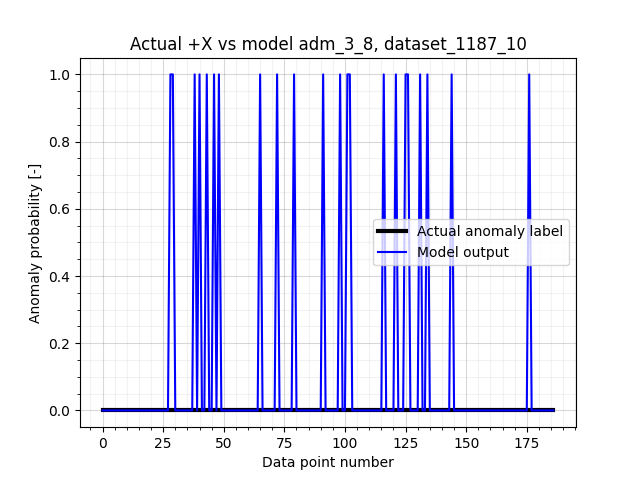 Actual +X vs model adm_3_8, dataset_1187_10
1.0
0.8
0.6
0.4
0.2
0.0
Anomaly probability [-]
Actual anomaly label
Model output
0 25 50 75 100 125 150 175
Data point number